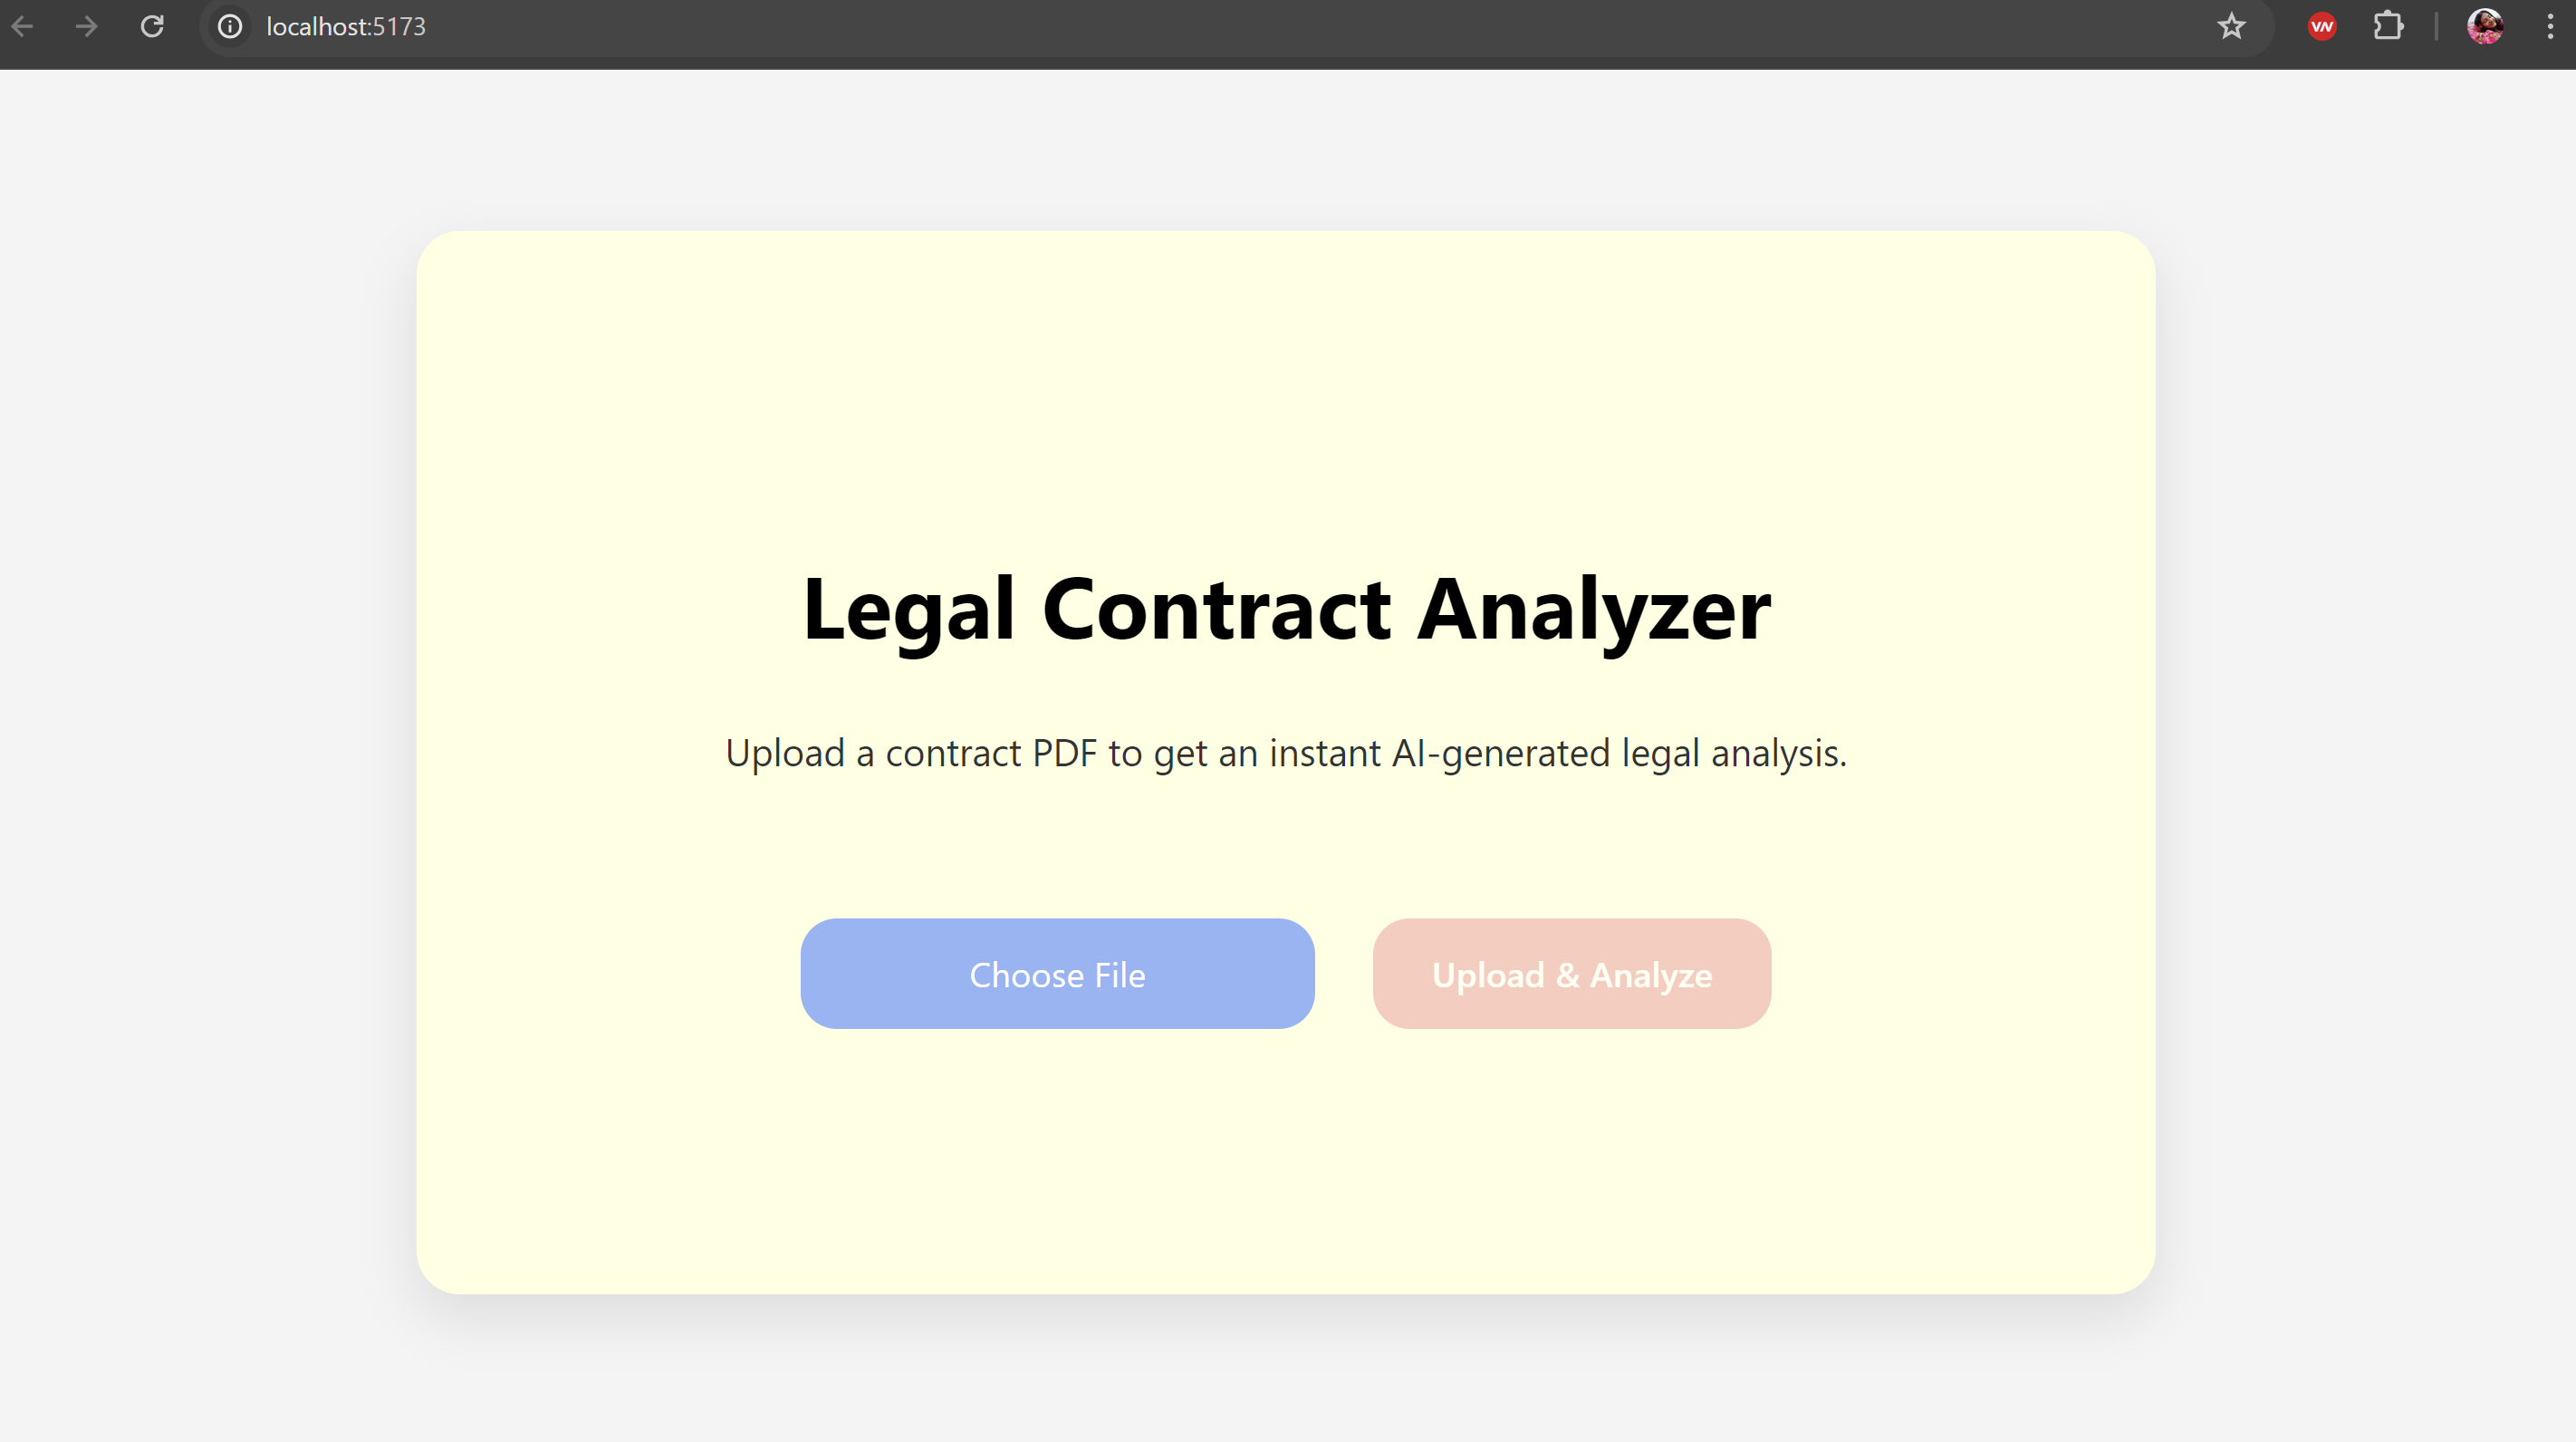 localhost:5173
Legal Contract Analyzer
Upload a contract PDF to get an instant AI-generated legal analysis.
Choose File
Upload & Analyze